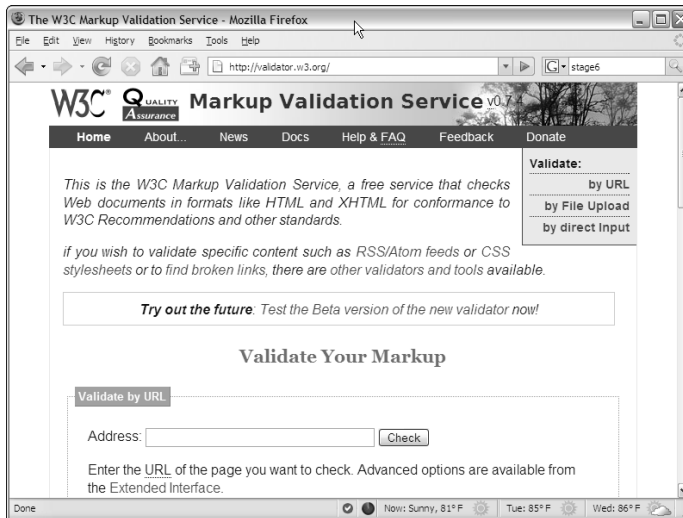 The W3C Markup Validation Service - Mozilla Firefox
File Edit View History Bookmarks Tools Help
http://validator.w3.org/ G stage6
W3C® QUALITY Assurance Markup Validation Service v0.7
Home About... News Docs Help & FAQ Feedback Donate
Validate:
by URL
by File Upload
by direct Input
This is the W3C Markup Validation Service, a free service that checks
Web documents in formats like HTML and XHTML for conformance to
W3C Recommendations and other standards.
if you wish to validate specific content such as RSS/Atom feeds or CSS
stylesheets or to find broken links, there are other validators and tools available.
Try out the future: Test the Beta version of the new validator now!
Validate Your Markup
Validate by URL
Address: Check
Enter the URL of the page you want to check. Advanced options are available from
the Extended Interface.
Done Now: Sunny, 81° F Tue: 85° F Wed: 86° F